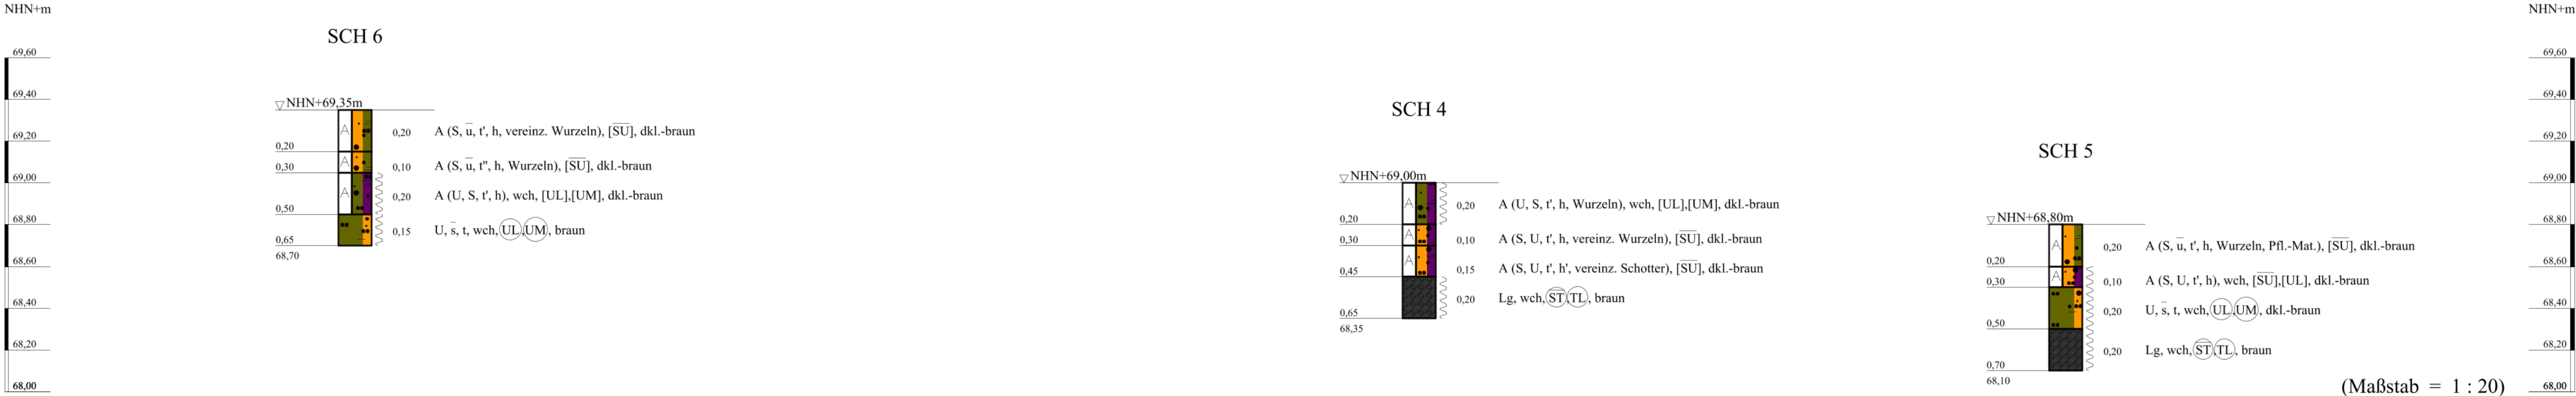 NHN+m
69,60
69,40
69,20
69,00
68,80
68,60
68,40
68,20
68,00
SCH 6
NHN+69,35m
0,20 0,20 A (S, u̅, t', h, vereinz. Wurzeln), [S̅U̅], dkl.-braun
0,30 0,10 A (S, u̅, t", h, Wurzeln), [S̅U̅], dkl.-braun
0,50 0,20 A (U, S, t', h), wch, [UL],[UM], dkl.-braun
0,65 0,15 U, s̅, t, wch, UL, UM, braun
68,70
SCH 4
NHN+69,00m
0,20 0,20 A (U, S, t', h, Wurzeln), wch, [UL],[UM], dkl.-braun
0,30 0,10 A (S, U, t', h, vereinz. Wurzeln), [S̅U̅], dkl.-braun
0,45 0,15 A (S, U, t', h', vereinz. Schotter), [S̅U̅], dkl.-braun
0,65 0,20 Lg, wch, S̅T̅, TL, braun
68,35
SCH 5
NHN+68,80m
0,20 0,20 A (S, u̅, t', h, Wurzeln, Pfl.-Mat.), [S̅U̅], dkl.-braun
0,30 0,10 A (S, U, t', h), wch, [S̅U̅],[UL], dkl.-braun
0,50 0,20 U, s̅, t, wch, UL, UM, dkl.-braun
0,70 0,20 Lg, wch, S̅T̅, TL, braun
68,10
(Maßstab = 1 : 20)
NHN+m
69,60
69,40
69,20
69,00
68,80
68,60
68,40
68,20
68,00